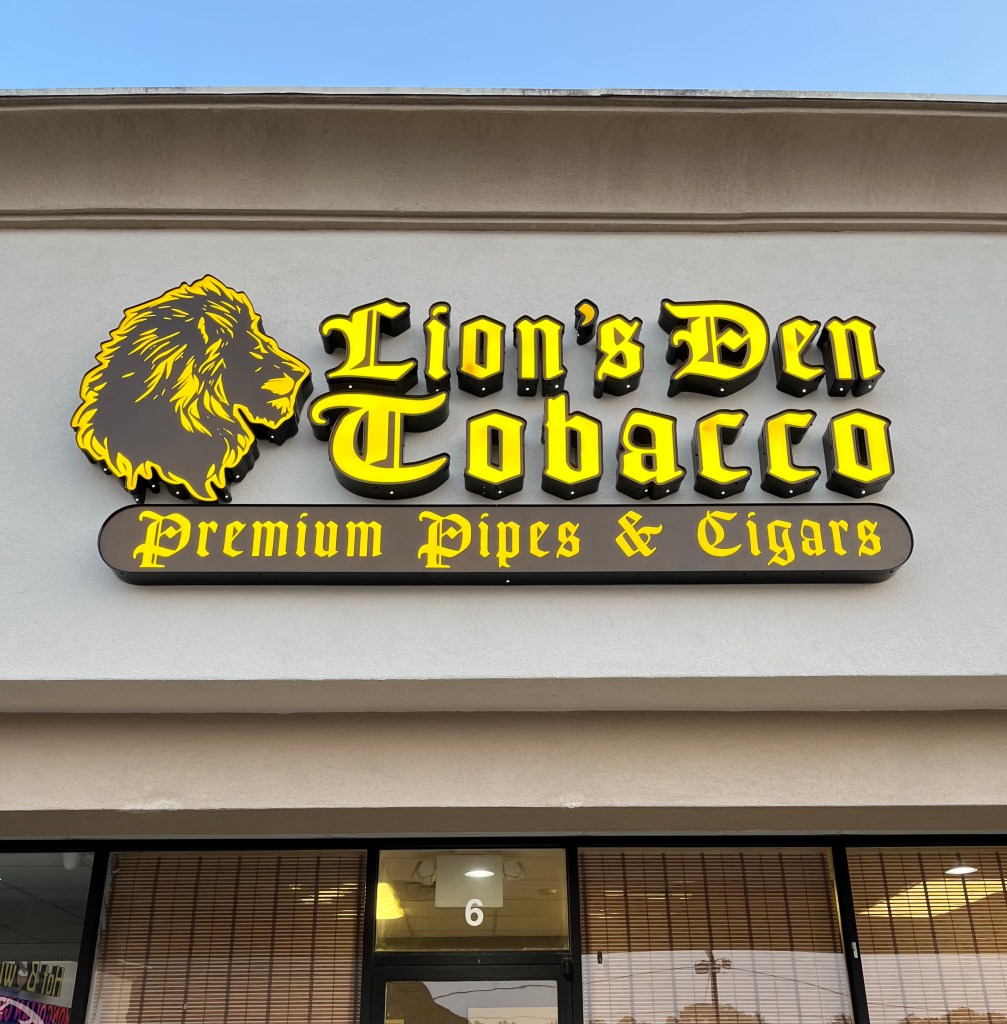 Lion's Den
Tobacco
Premium Pipes & Cigars
6